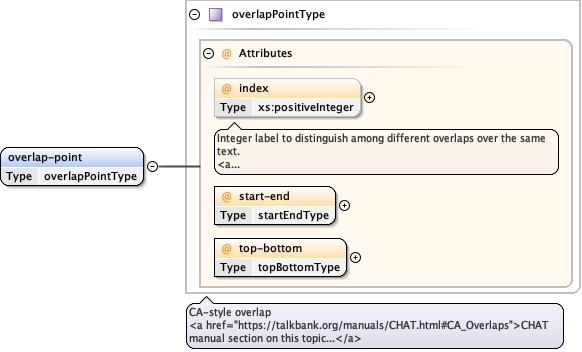 overlapPointType
@ Attributes
@ index
Type xs:positiveInteger
Integer label to distinguish among different overlaps over the same
text.
<a...
overlap-point
Type overlapPointType
@ start-end
Type startEndType
@ top-bottom
Type topBottomType
CA-style overlap
<a href="https://talkbank.org/manuals/CHAT.html#CA_Overlaps">CHAT
manual section on this topic...</a>